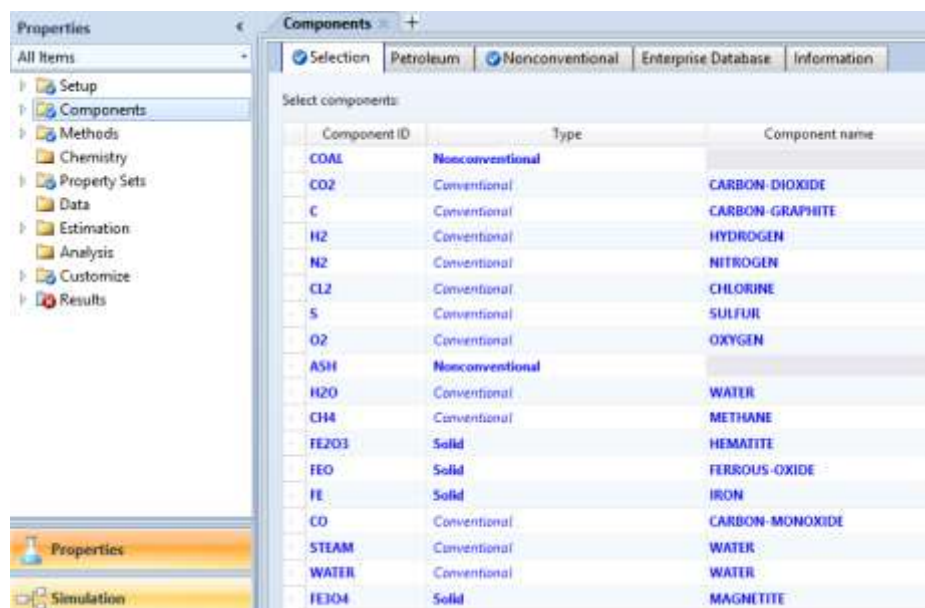 Properties
All Items
Setup
Components
Methods
Chemistry
Property Sets
Data
Estimation
Analysis
Customize
Results
Properties
Simulation
Components
Selection Petroleum Nonconventional Enterprise Database Information
Select components:
Component ID Type Component name
COAL Nonconventional
CO2 Conventional CARBON-DIOXIDE
C Conventional CARBON-GRAPHITE
H2 Conventional HYDROGEN
N2 Conventional NITROGEN
CL2 Conventional CHLORINE
S Conventional SULFUR
O2 Conventional OXYGEN
ASH Nonconventional
H2O Conventional WATER
CH4 Conventional METHANE
FE2O3 Solid HEMATITE
FEO Solid FERROUS-OXIDE
FE Solid IRON
CO Conventional CARBON-MONOXIDE
STEAM Conventional WATER
WATER Conventional WATER
FE3O4 Solid MAGNETITE